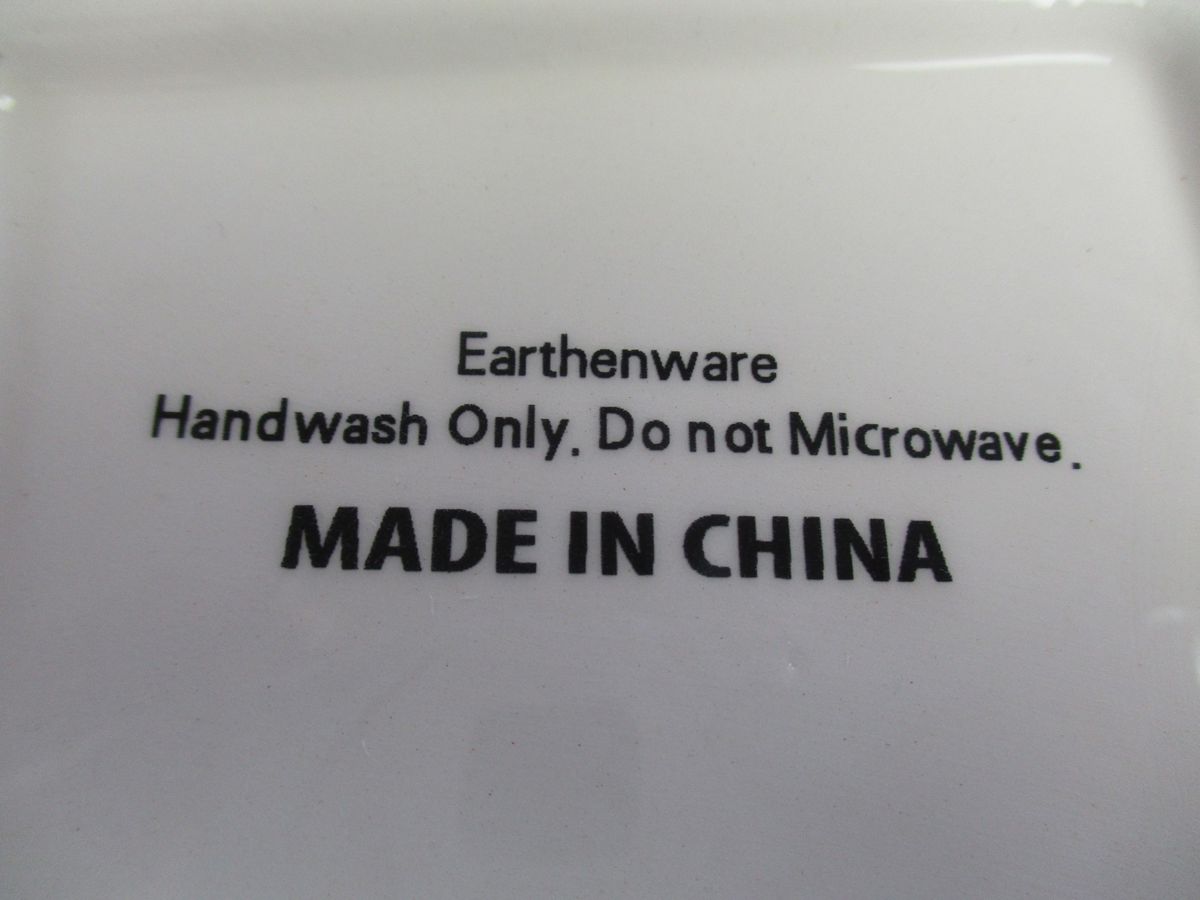 Earthenware
Handwash Only. Do not Microwave.
MADE IN CHINA